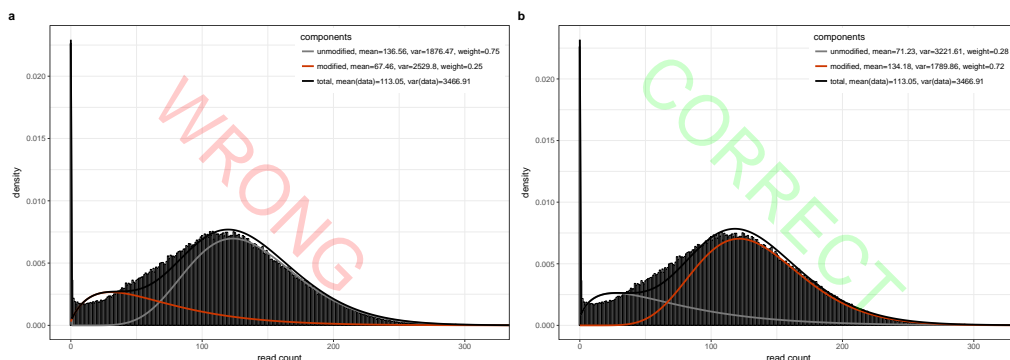 a
components
unmodified, mean=136.56, var=1876.47, weight=0.75
modified, mean=67.46, var=2529.8, weight=0.25
total, mean(data)=113.05, var(data)=3466.91
WRONG
density
0.020
0.015
0.010
0.005
0.000
0
100
200
300
read count
b
components
unmodified, mean=71.23, var=3221.61, weight=0.28
modified, mean=134.18, var=1789.86, weight=0.72
total, mean(data)=113.05, var(data)=3466.91
CORRECT
density
0.020
0.015
0.010
0.005
0.000
0
100
200
300
read count